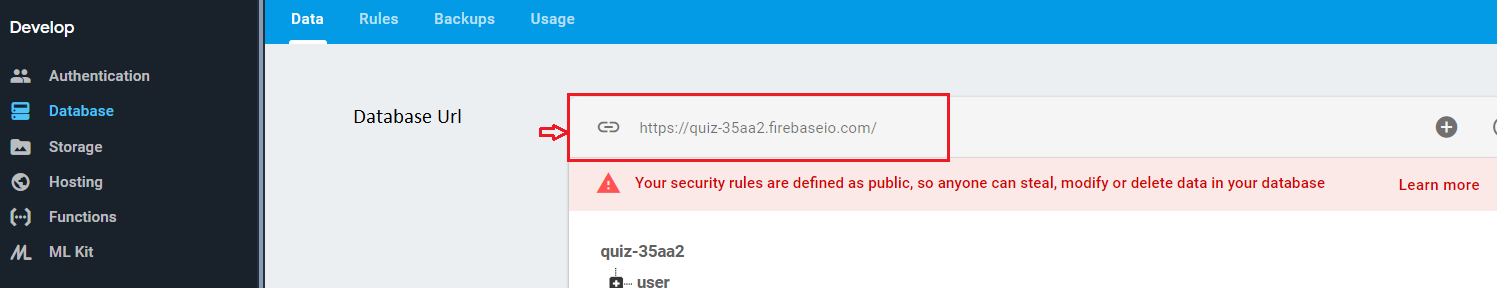 Develop
Authentication
Database
Storage
Hosting
Functions
ML Kit
Data Rules Backups Usage
Database Url
https://quiz-35aa2.firebaseio.com/
Your security rules are defined as public, so anyone can steal, modify or delete data in your database Learn more
quiz-35aa2
user